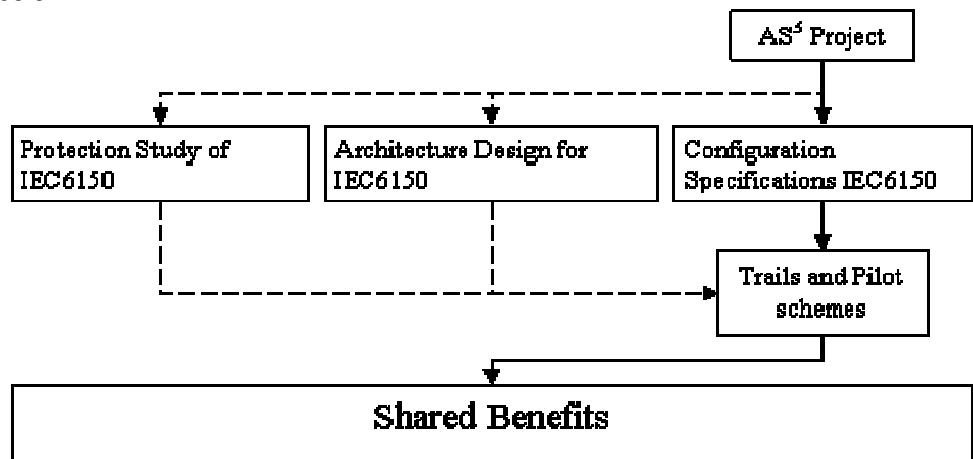 AS⁵ Project
Protection Study of
IEC6150
Architecture Design for
IEC6150
Configuration
Specifications IEC6150
Trails and Pilot
schemes
Shared Benefits